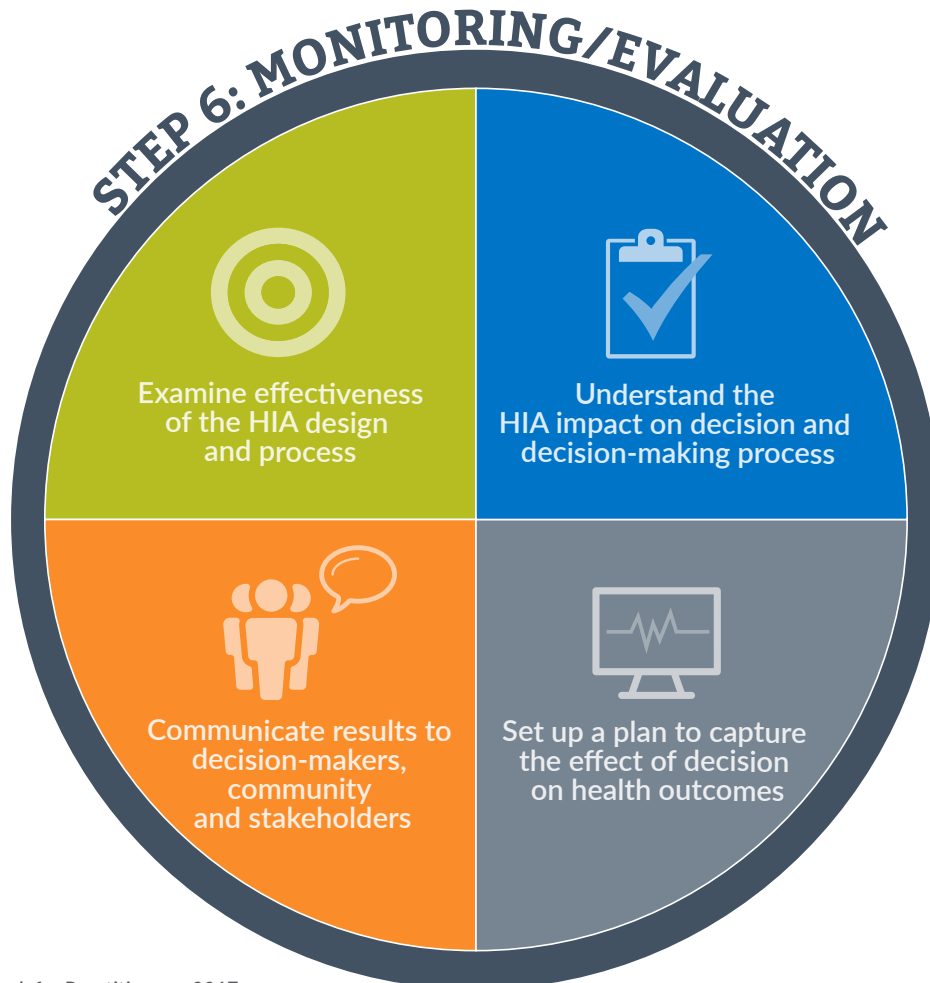 STEP 6: MONITORING/EVALUATION
Examine effectiveness
of the HIA design
and process
Understand the
HIA impact on decision and
decision-making process
Communicate results to
decision-makers,
community
and stakeholders
Set up a plan to capture
the effect of decision
on health outcomes